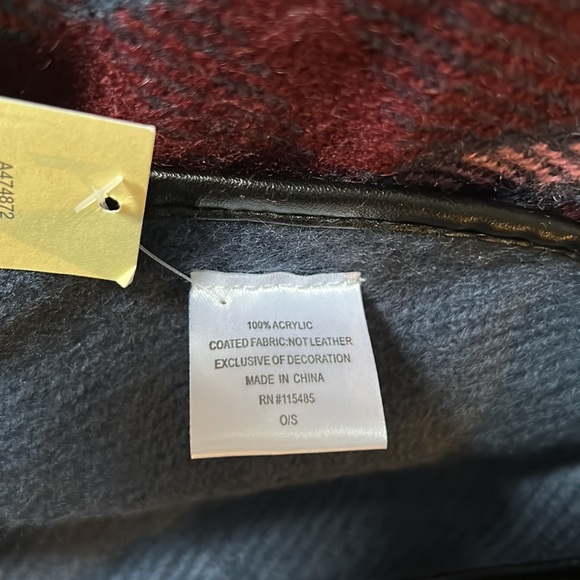 A474872
100% ACRYLIC
COATED FABRIC:NOT LEATHER
EXCLUSIVE OF DECORATION
MADE IN CHINA
RN#115485
O/S